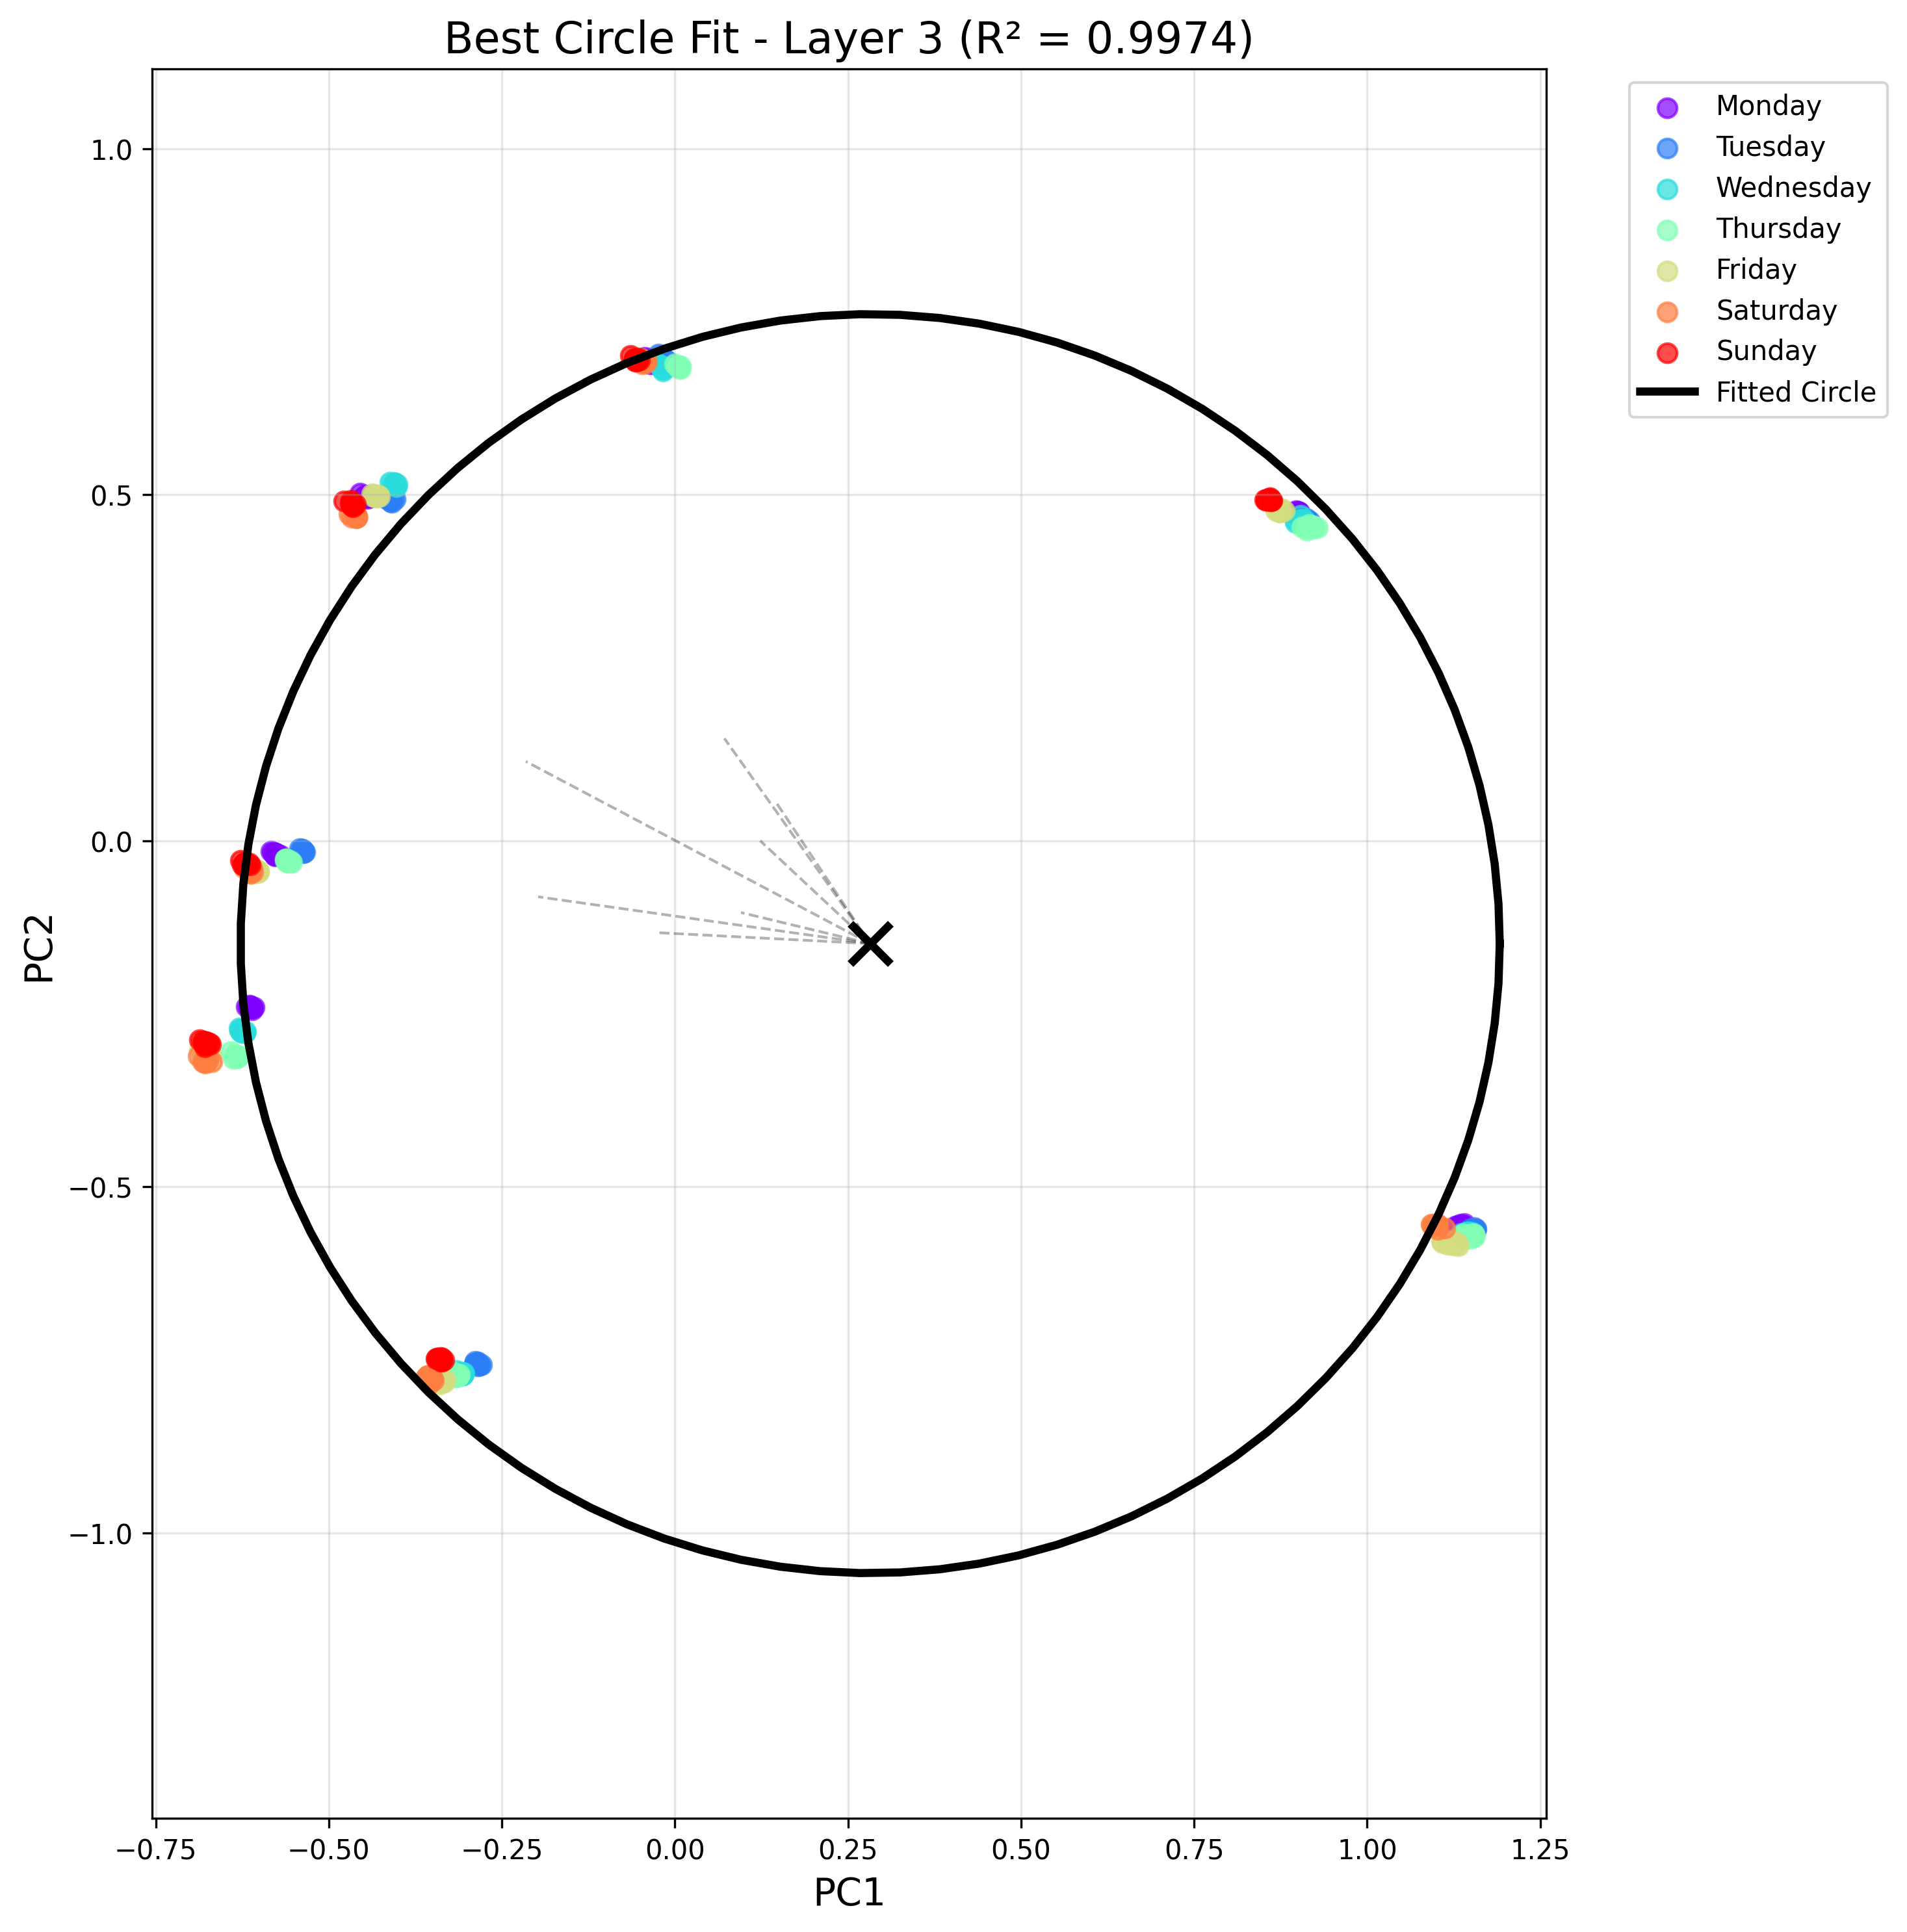 Best Circle Fit - Layer 3 (R² = 0.9974)
Monday
Tuesday
Wednesday
Thursday
Friday
Saturday
Sunday
Fitted Circle
1.0
0.5
0.0
−0.5
−1.0
PC2
−0.75
−0.50
−0.25
0.00
0.25
0.50
0.75
1.00
1.25
PC1